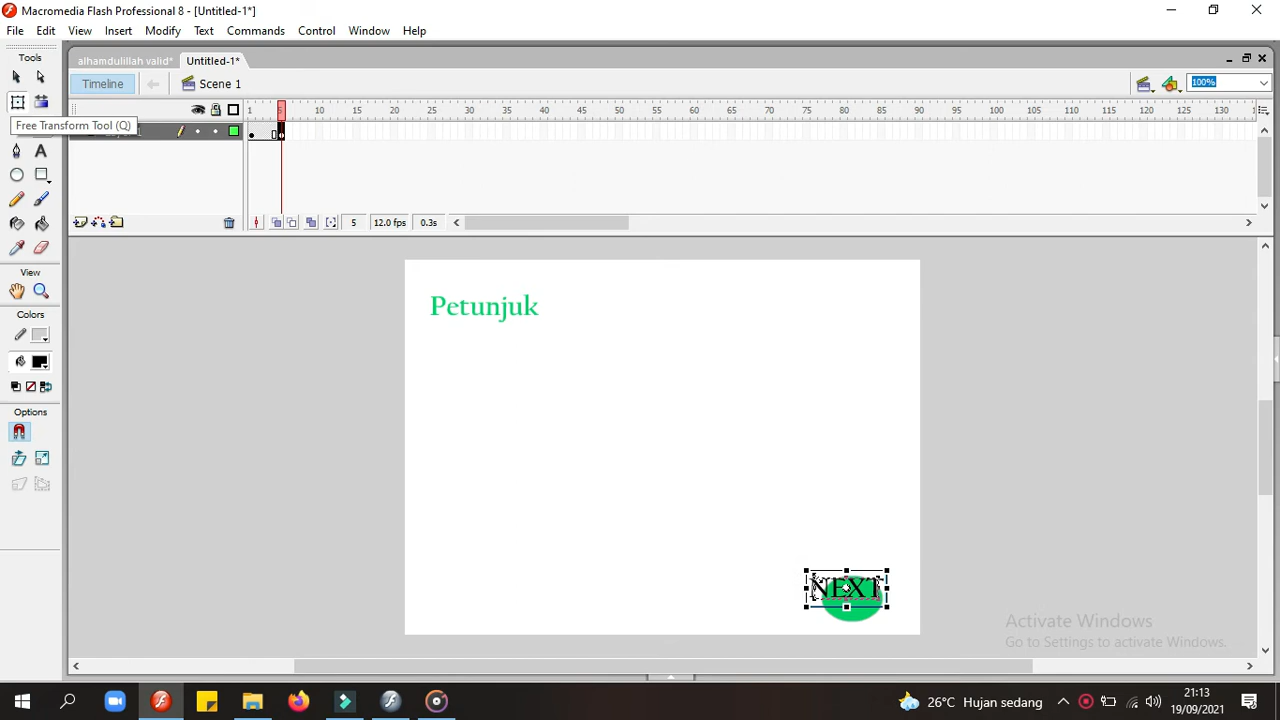 Macromedia Flash Professional 8 - [Untitled-1*]
File Edit View Insert Modify Text Commands Control Window Help
Tools
alhamdulillah valid* Untitled-1*
Timeline Scene 1 100%
1 5 10 15 20 25 30 35 40 45 50 55 60 65 70 75 80 85 90 95 100 105 110 115 120 125 130
Free Transform Tool (Q)
5 12.0 fps 0.3s
View
Colors
Options
Petunjuk
NEXT
Activate Windows
Go to Settings to activate Windows.
26°C Hujan sedang
21:13
19/09/2021